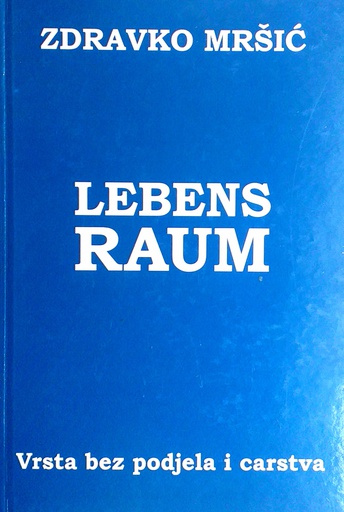 ZDRAVKO MRŠIĆ
LEBENS
RAUM
Vrsta bez podjela i carstva